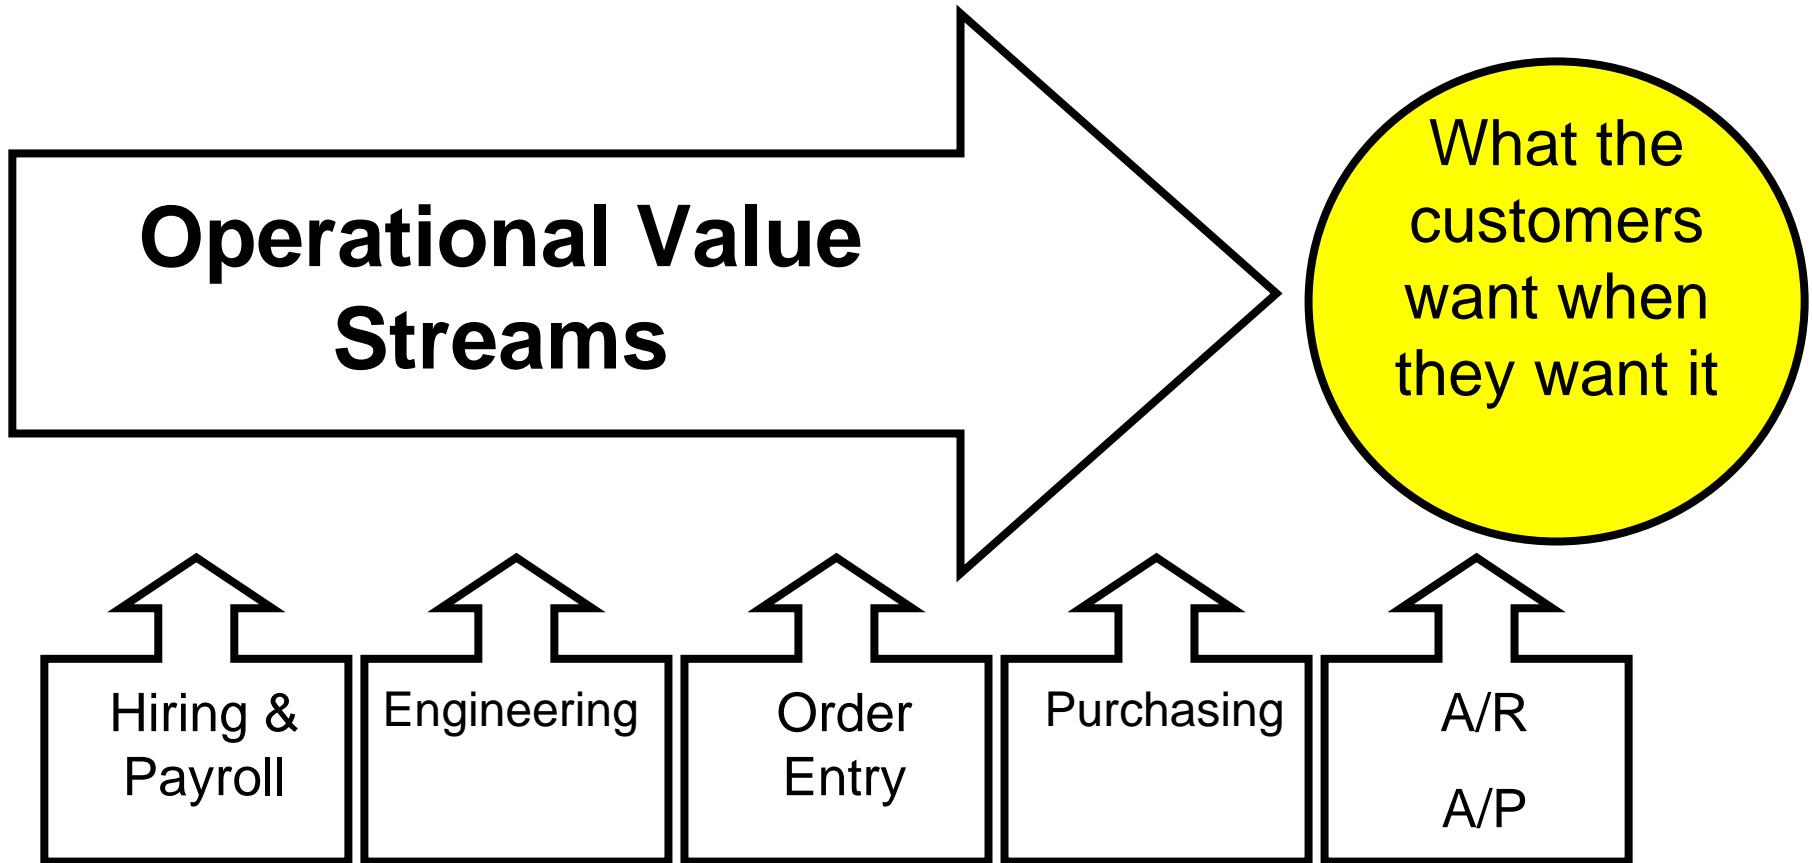 Operational Value
Streams
What the
customers
want when
they want it
Hiring &
Payroll
Engineering
Order
Entry
Purchasing
A/R
A/P